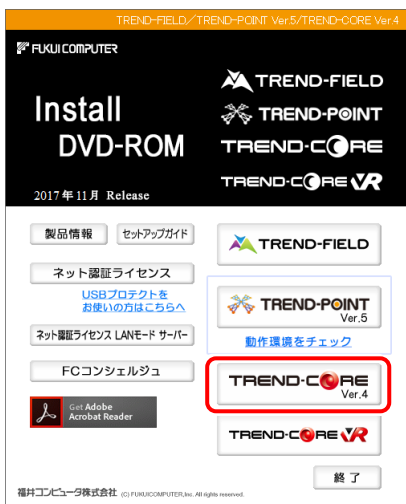 TREND-FIELD／TREND-POINT Ver.5/TREND-CORE Ver.4
FUKUI COMPUTER
Install
DVD-ROM
2017年11月 Release
TREND-FIELD
TREND-POINT
TREND-CORE
TREND-CORE VR
製品情報
セットアップガイド
ネット認証ライセンス
USBプロテクトを
お使いの方はこちらへ
ネット認証ライセンス LANモード サーバー
FCコンシェルジュ
Get Adobe
Acrobat Reader
TREND-FIELD
TREND-POINT
Ver.5
動作環境をチェック
TREND-CORE
Ver.4
TREND-CORE VR
終了
福井コンピュータ株式会社 (C) FUKUICOMPUTER,Inc. All rights reserved.